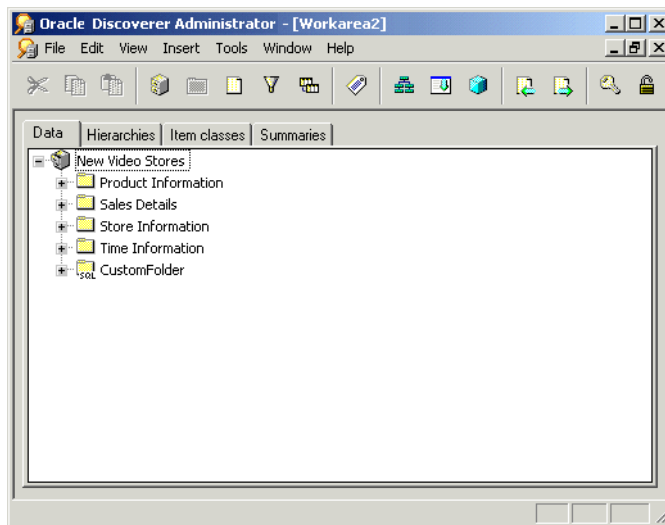 Oracle Discoverer Administrator - [Workarea2]
File Edit View Insert Tools Window Help
Data Hierarchies Item classes Summaries
New Video Stores
Product Information
Sales Details
Store Information
Time Information
SQL CustomFolder